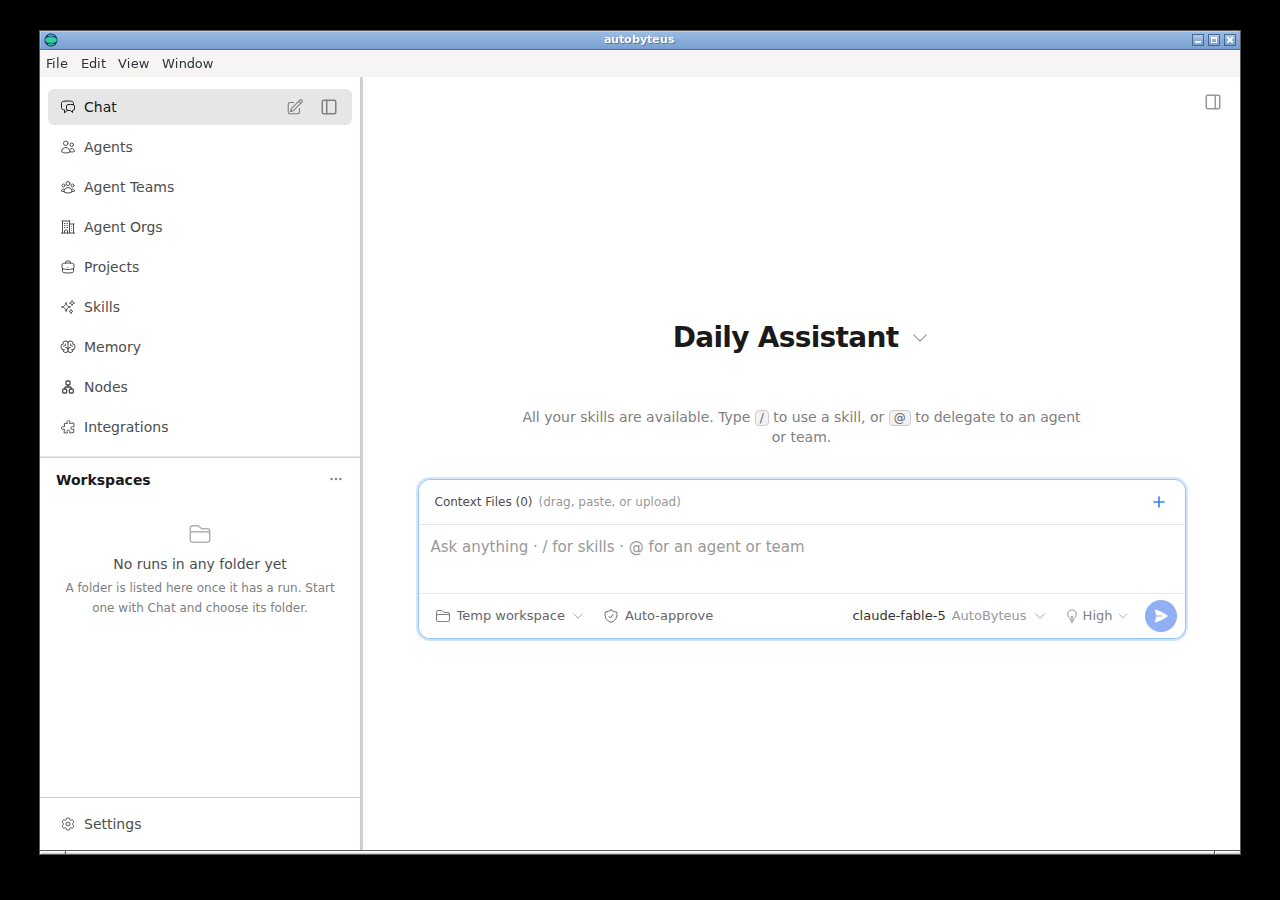 autobyteus
File Edit View Window
Chat
Agents
Agent Teams
Agent Orgs
Projects
Skills
Memory
Nodes
Integrations
Workspaces
No runs in any folder yet
A folder is listed here once it has a run. Start
one with Chat and choose its folder.
Settings
Daily Assistant
All your skills are available. Type / to use a skill, or @ to delegate to an agent
or team.
Context Files (0) (drag, paste, or upload)
Ask anything · / for skills · @ for an agent or team
Temp workspace Auto-approve claude-fable-5 AutoByteus High